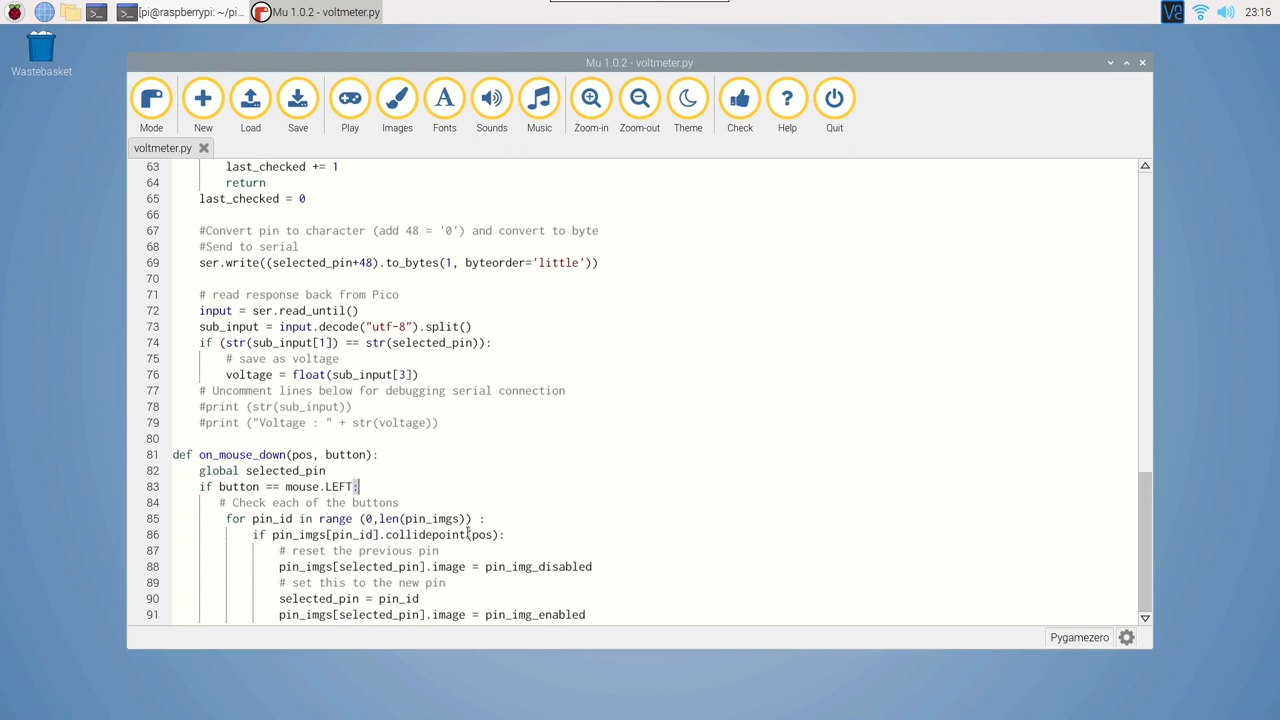 [pi@raspberrypi: ~/pi...
Mu 1.0.2 - voltmeter.py
23:16
Wastebasket
Mu 1.0.2 - voltmeter.py
Mode New Load Save Play Images Fonts Sounds Music Zoom-in Zoom-out Theme Check Help Quit
voltmeter.py
63 last_checked += 1
64 return
65 last_checked = 0
66
67 #Convert pin to character (add 48 = '0') and convert to byte
68 #Send to serial
69 ser.write((selected_pin+48).to_bytes(1, byteorder='little'))
70
71 # read response back from Pico
72 input = ser.read_until()
73 sub_input = input.decode("utf-8").split()
74 if (str(sub_input[1]) == str(selected_pin)):
75 # save as voltage
76 voltage = float(sub_input[3])
77 # Uncomment lines below for debugging serial connection
78 #print (str(sub_input))
79 #print ("Voltage : " + str(voltage))
80
81 def on_mouse_down(pos, button):
82 global selected_pin
83 if button == mouse.LEFT:
84 # Check each of the buttons
85 for pin_id in range (0,len(pin_imgs)) :
86 if pin_imgs[pin_id].collidepoint(pos):
87 # reset the previous pin
88 pin_imgs[selected_pin].image = pin_img_disabled
89 # set this to the new pin
90 selected_pin = pin_id
91 pin_imgs[selected_pin].image = pin_img_enabled
Pygamezero